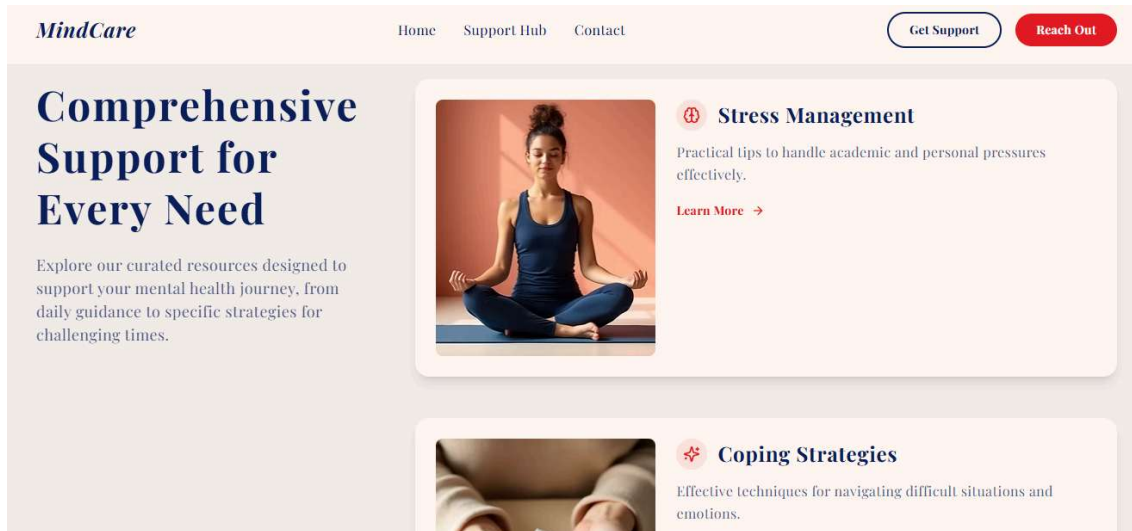 MindCare
Home
Support Hub
Contact
Get Support
Reach Out
Comprehensive
Support for
Every Need
Explore our curated resources designed to
support your mental health journey, from
daily guidance to specific strategies for
challenging times.
Stress Management
Practical tips to handle academic and personal pressures
effectively.
Learn More →
Coping Strategies
Effective techniques for navigating difficult situations and
emotions.